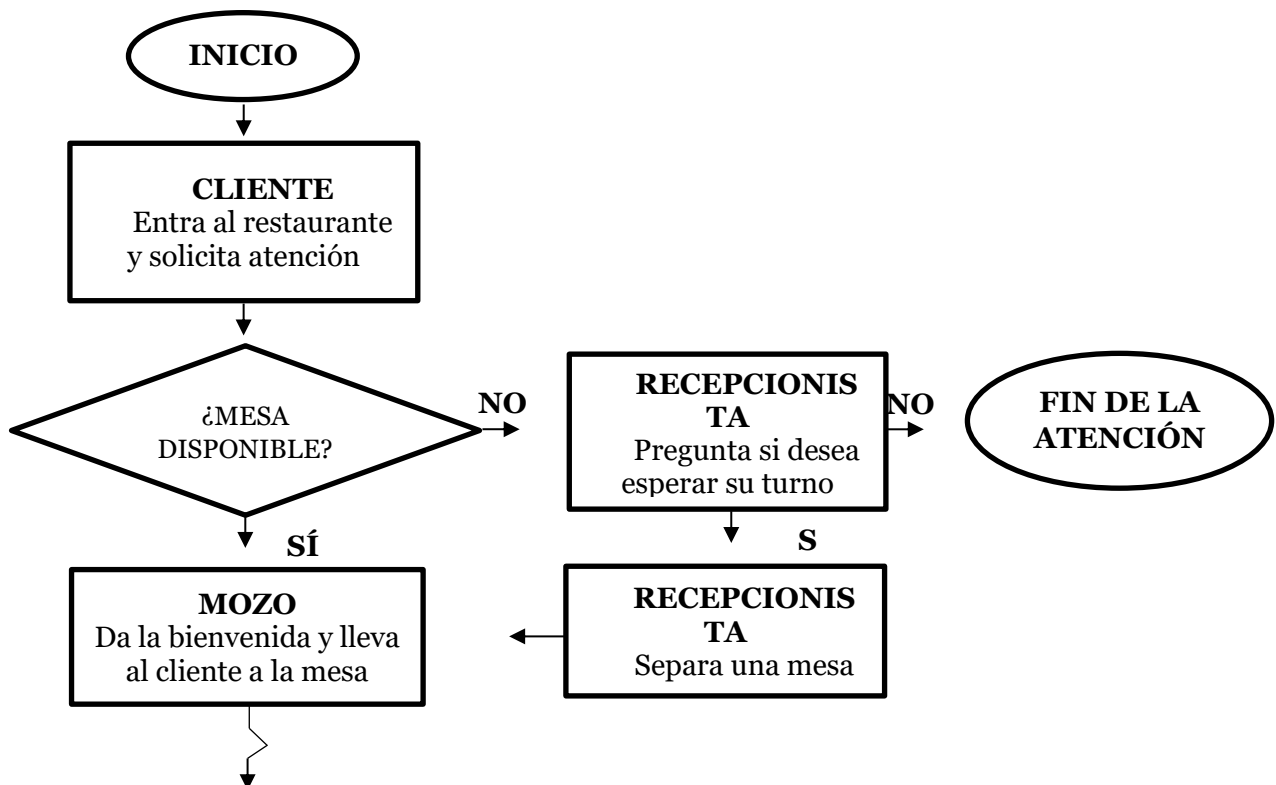 INICIO
CLIENTE
Entra al restaurante
y solicita atención
¿MESA
DISPONIBLE?
NO
RECEPCIONIS
TA
Pregunta si desea
esperar su turno
NO
FIN DE LA
ATENCIÓN
SÍ
S
MOZO
Da la bienvenida y lleva
al cliente a la mesa
RECEPCIONIS
TA
Separa una mesa